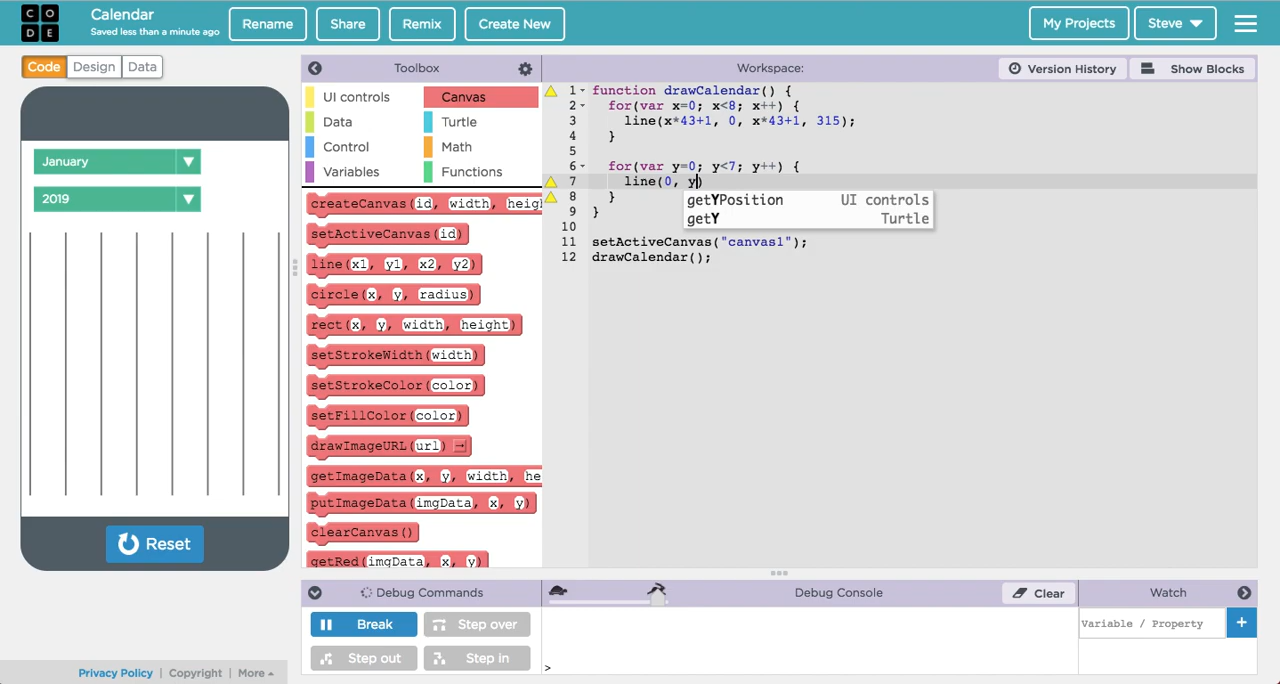 C O
D E
Calendar
Saved less than a minute ago
Rename
Share
Remix
Create New
My Projects
Steve
Code
Design
Data
Toolbox
Workspace:
Version History
Show Blocks
UI controls
Canvas
Data
Turtle
Control
Math
Variables
Functions
January
2019
Reset
createCanvas(id, width, heigh
setActiveCanvas(id)
line(x1, y1, x2, y2)
circle(x, y, radius)
rect(x, y, width, height)
setStrokeWidth(width)
setStrokeColor(color)
setFillColor(color)
drawImageURL(url)
getImageData(x, y, width, he
putImageData(imgData, x, y)
clearCanvas()
getRed(imgData, x, y)
1 function drawCalendar() {
2 for(var x=0; x<8; x++) {
3 line(x*43+1, 0, x*43+1, 315);
4 }
5
6 for(var y=0; y<7; y++) {
7 line(0, y)
8 }
9 }
10
11 setActiveCanvas("canvas1");
12 drawCalendar();
getYPosition UI controls
getY Turtle
Debug Commands
Debug Console
Clear
Watch
Break
Step over
Step out
Step in
Variable / Property
+
>
Privacy Policy | Copyright | More